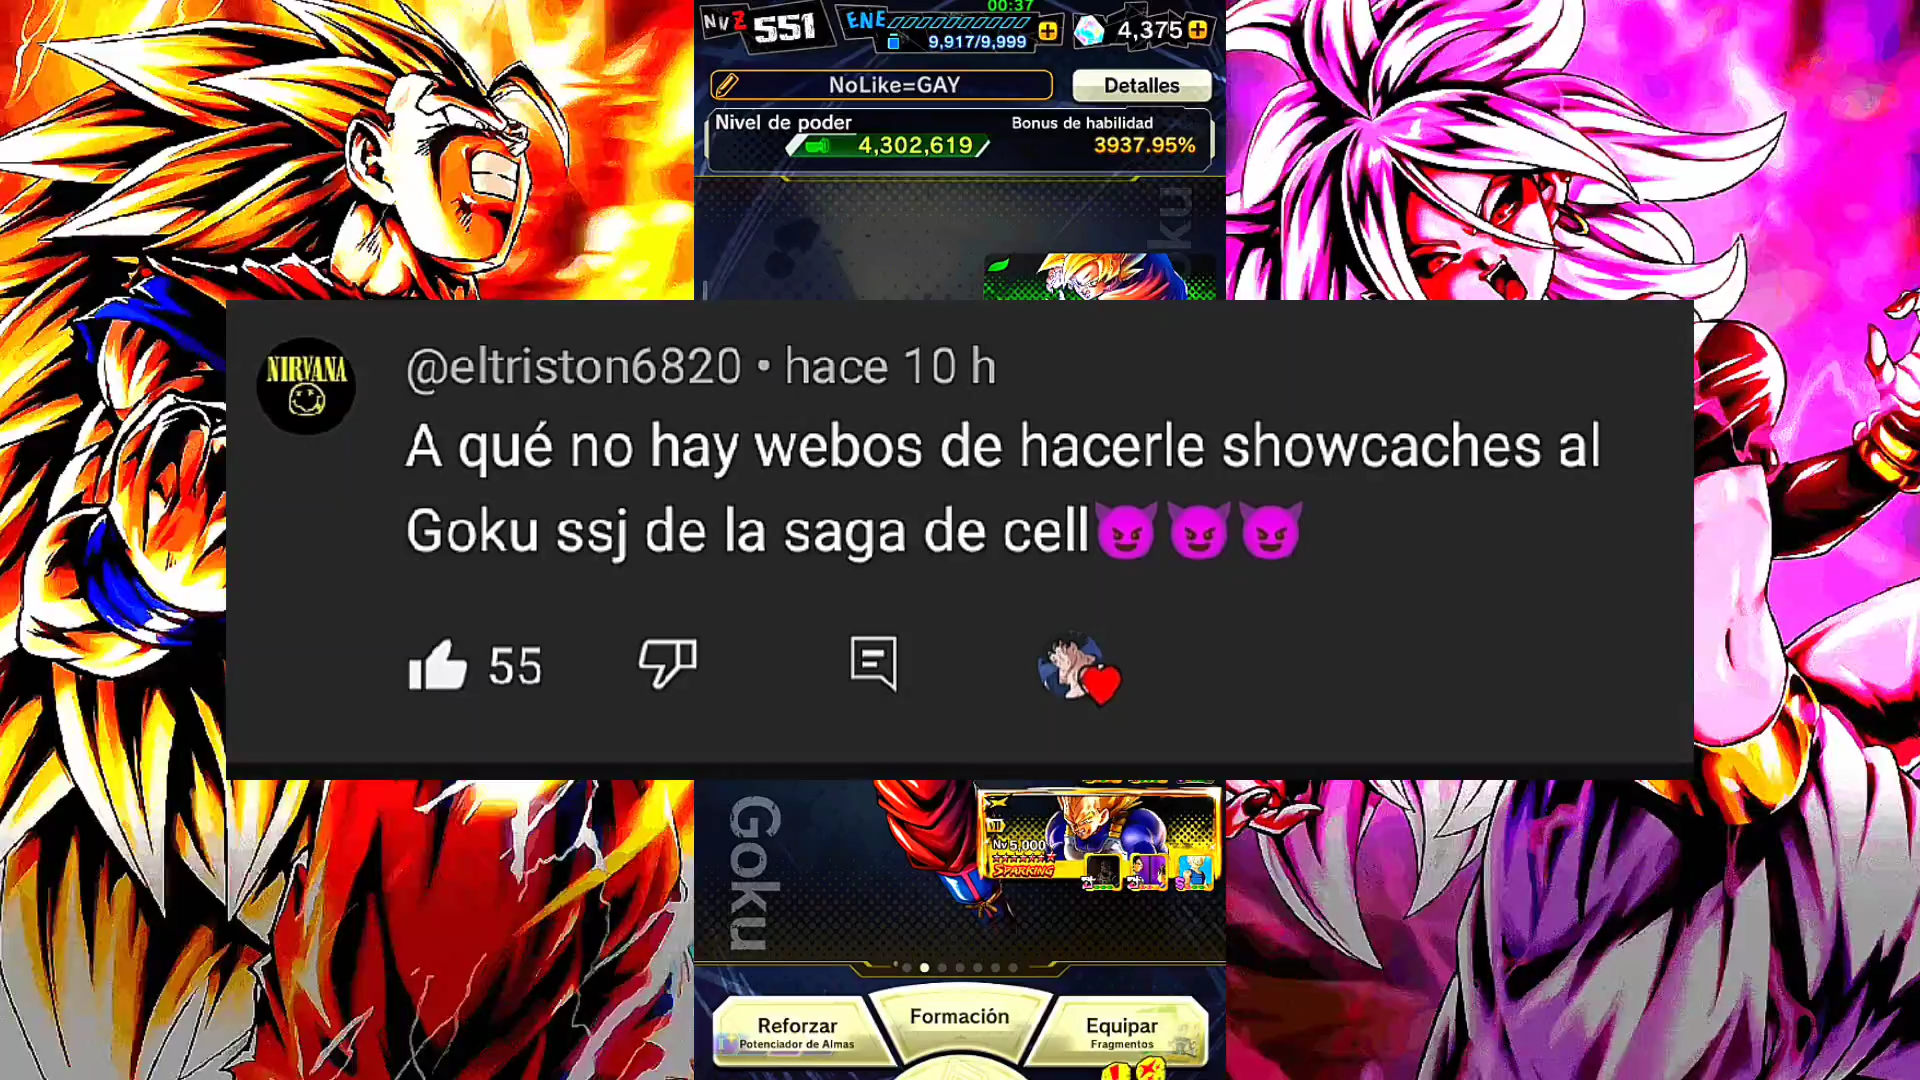 00:37
NVZ 551
ENE
9,917/9,999
4,375
NoLike=GAY
Detalles
Nivel de poder
4,302,619
Bonus de habilidad
3937.95%
NIRVANA
@eltriston6820 • hace 10 h
A qué no hay webos de hacerle showcaches al
Goku ssj de la saga de cell😈😈😈
55
Goku
Nv5,000
SPARKING
Reforzar
Potenciador de Almas
Formación
Equipar
Fragmentos